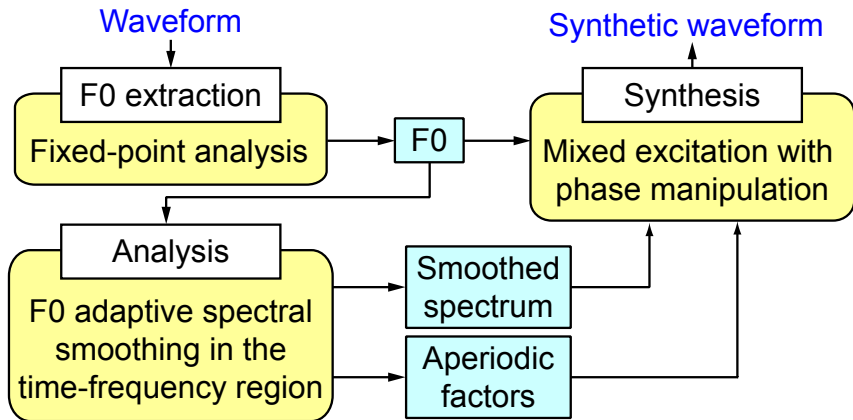 Waveform
Synthetic waveform
F0 extraction
Fixed-point analysis
F0
Synthesis
Mixed excitation with
phase manipulation
Analysis
F0 adaptive spectral
smoothing in the
time-frequency region
Smoothed
spectrum
Aperiodic
factors